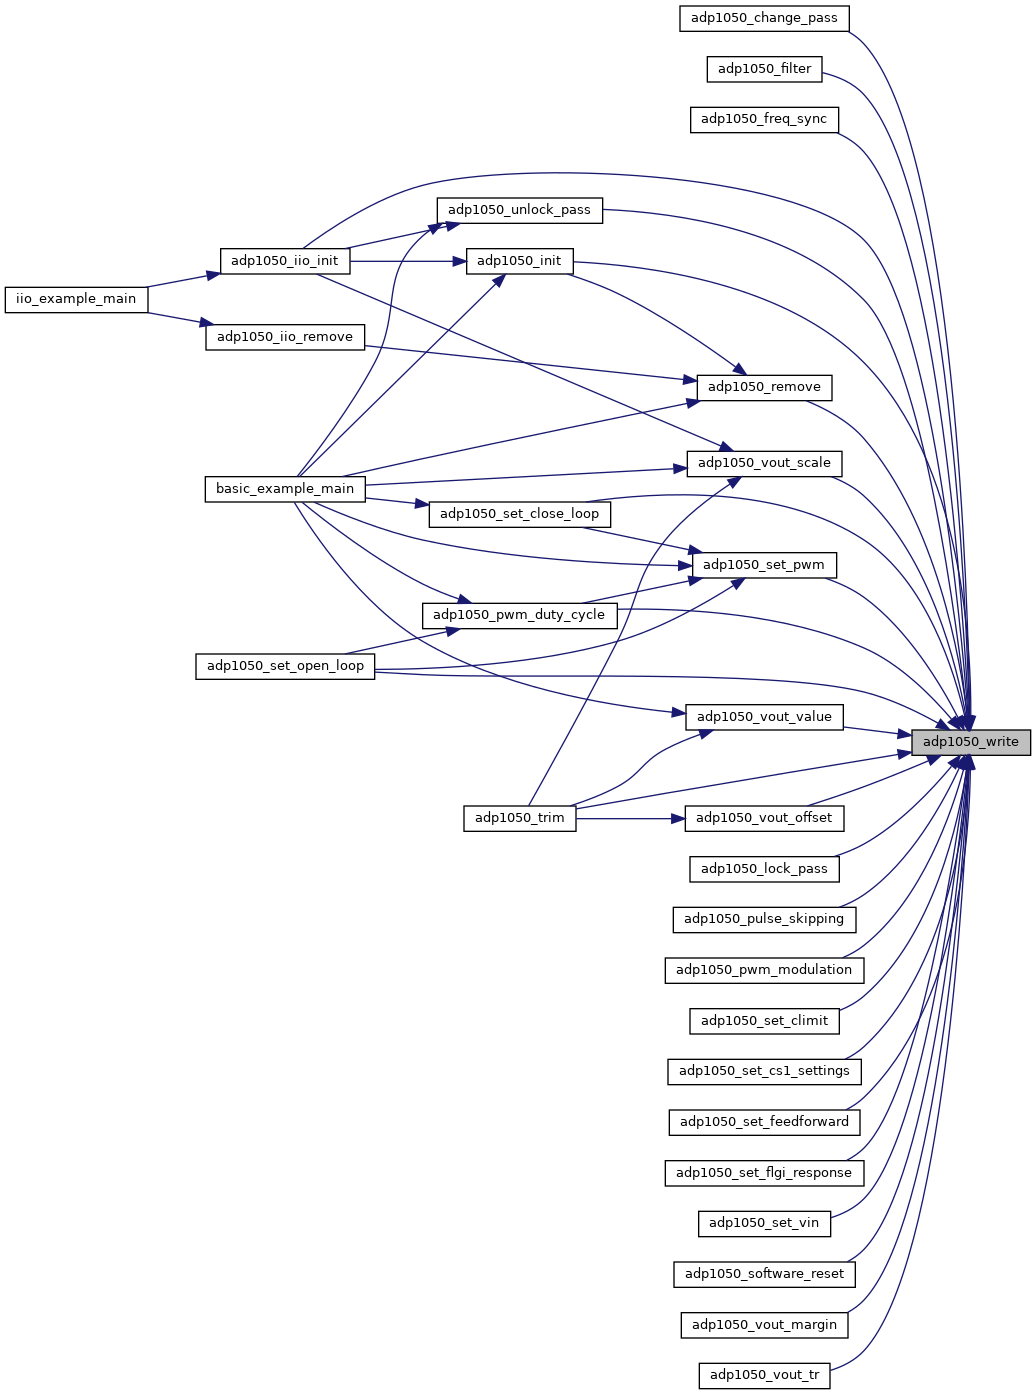 adp1050_change_pass
adp1050_filter
adp1050_freq_sync
adp1050_unlock_pass
adp1050_iio_init
adp1050_init
iio_example_main
adp1050_iio_remove
adp1050_remove
adp1050_vout_scale
basic_example_main
adp1050_set_close_loop
adp1050_set_pwm
adp1050_pwm_duty_cycle
adp1050_set_open_loop
adp1050_vout_value
adp1050_write
adp1050_trim
adp1050_vout_offset
adp1050_lock_pass
adp1050_pulse_skipping
adp1050_pwm_modulation
adp1050_set_climit
adp1050_set_cs1_settings
adp1050_set_feedforward
adp1050_set_flgi_response
adp1050_set_vin
adp1050_software_reset
adp1050_vout_margin
adp1050_vout_tr